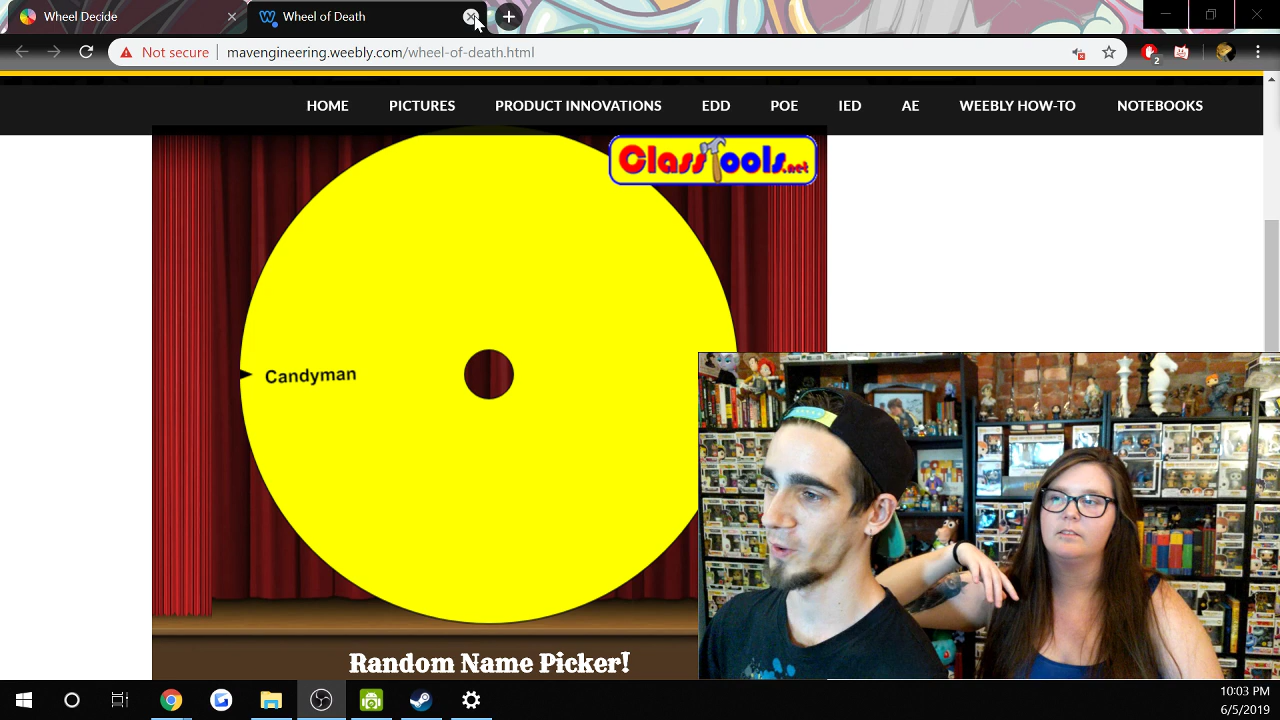 Wheel Decide
Wheel of Death
Not secure
mavengineering.weebly.com/wheel-of-death.html
2
HOME
PICTURES
PRODUCT INNOVATIONS
EDD
POE
IED
AE
WEEBLY HOW-TO
NOTEBOOKS
ClassTools.net
Candyman
Random Name Picker!
10:03 PM
6/5/2019